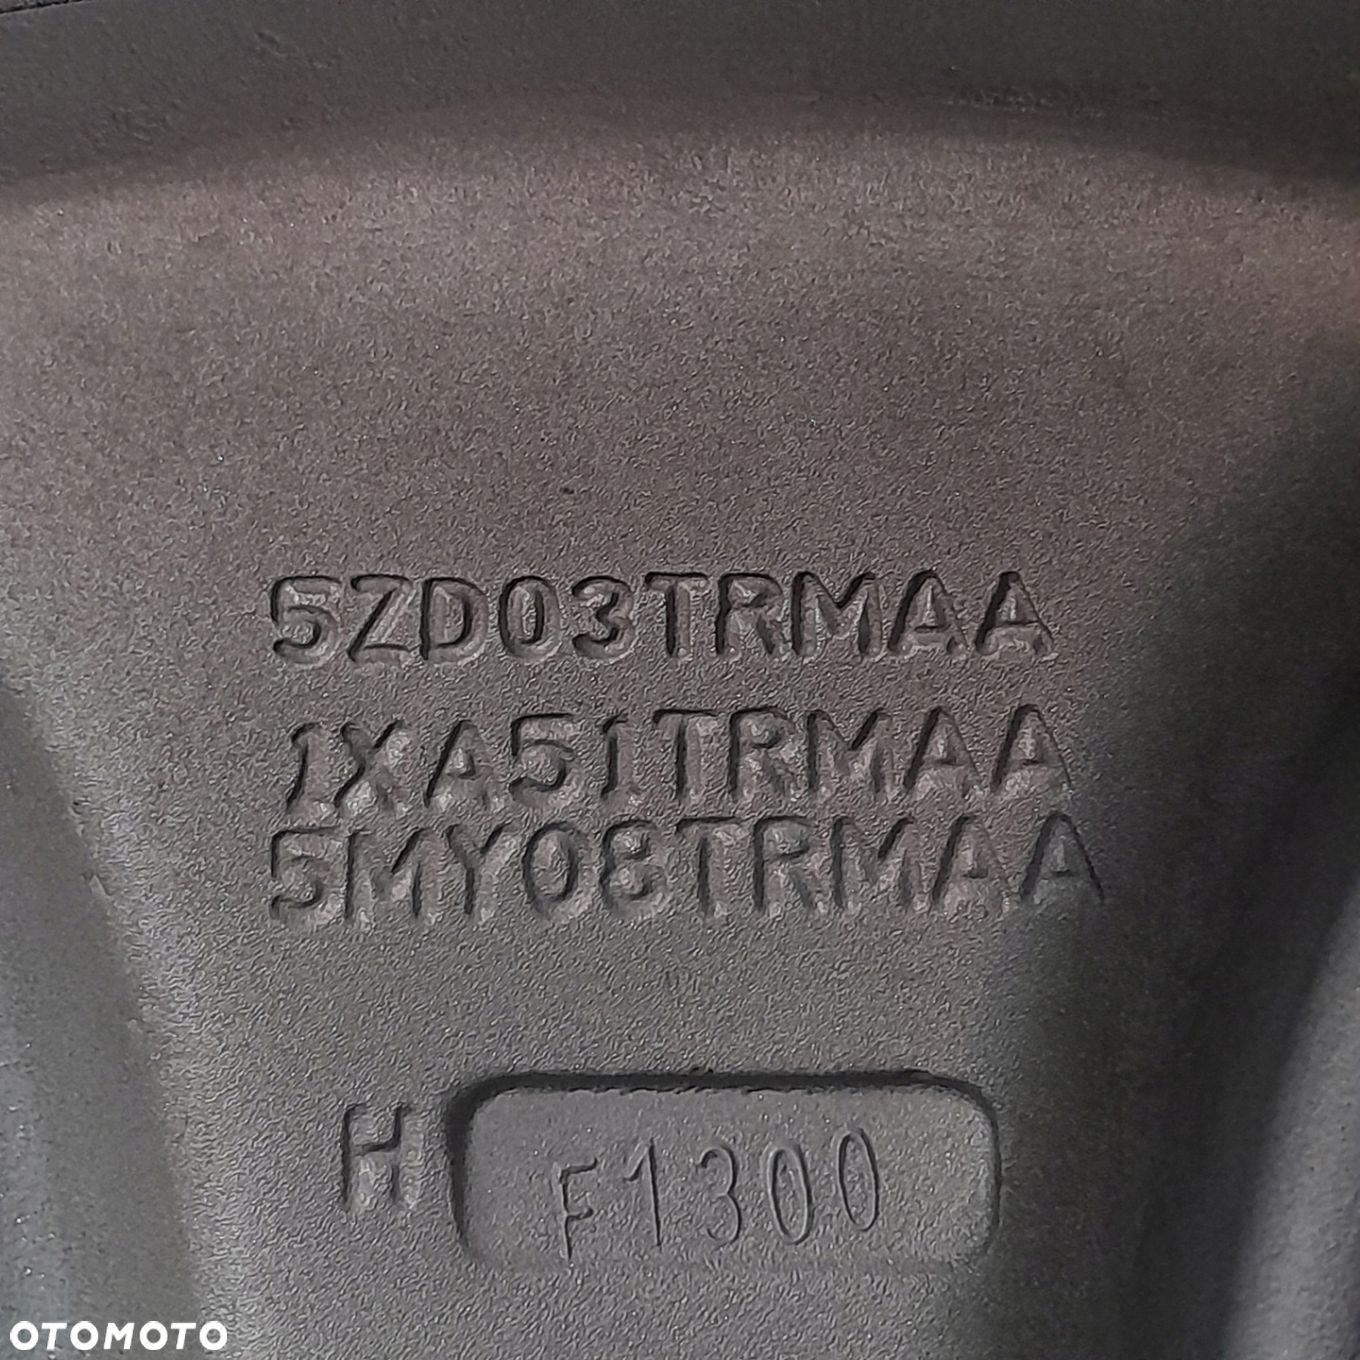 5ZD03TRMAA
1XA51TRMAA
5MY08TRMAA
H F1300
OTOMOTO